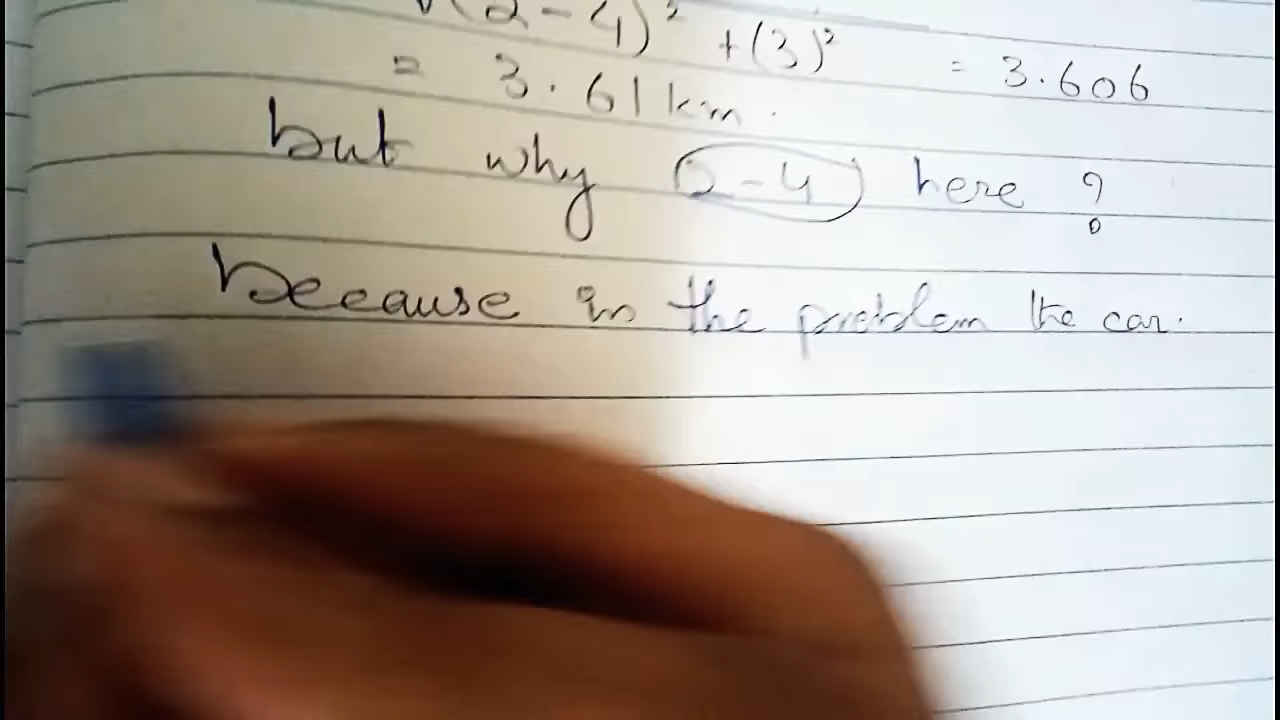 √(2-4)² + (3)² = 3.606
= 3.61 km.
but why (2-4) here ?
because in the problem the car.